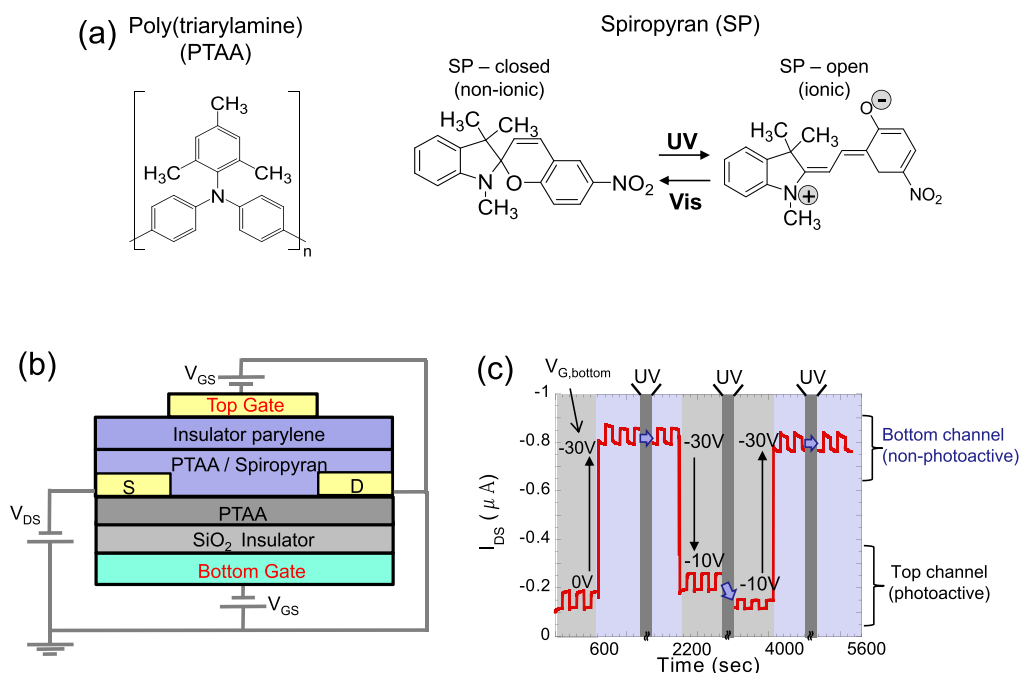 (a)
Poly(triarylamine)
(PTAA)
CH3
CH3
CH3
N
n
Spiropyran (SP)
SP – closed
(non-ionic)
H3C
CH3
N
O
CH3
NO2
UV
Vis
SP – open
(ionic)
O
-
H3C
CH3
N
+
CH3
NO2
(b)
VGS
Top Gate
Insulator parylene
PTAA / Spiropyran
S
D
PTAA
SiO2 Insulator
Bottom Gate
VDS
VGS
(c)
VG,bottom
UV
UV
UV
-1
-0.8
-0.6
-0.4
-0.2
0
IDS (μA)
-30V
0V
-30V
-10V
-30V
-10V
600
2200
4000
5600
Time (sec)
Bottom channel
(non-photoactive)
Top channel
(photoactive)